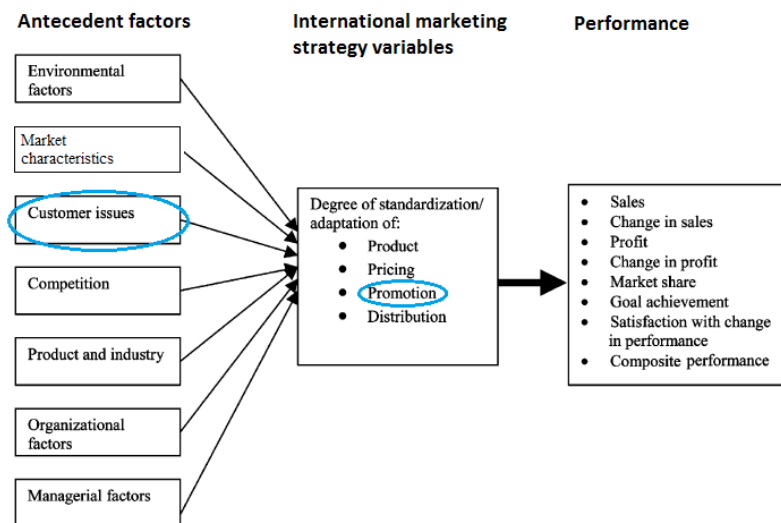 Antecedent factors
International marketing
strategy variables
Performance
Environmental
factors
Market
characteristics
Customer issues
Competition
Product and industry
Organizational
factors
Managerial factors
Degree of standardization/
adaptation of:
• Product
• Pricing
• Promotion
• Distribution
• Sales
• Change in sales
• Profit
• Change in profit
• Market share
• Goal achievement
• Satisfaction with change
in performance
• Composite performance